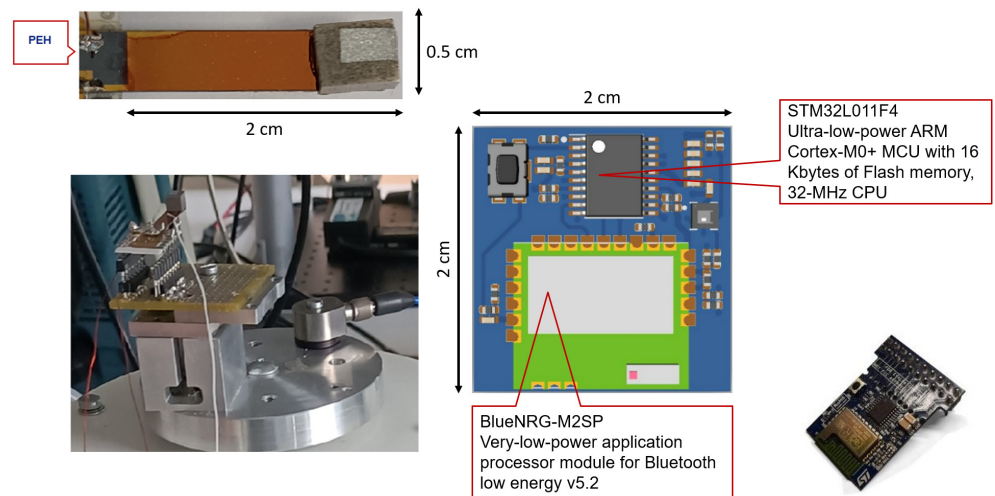 PEH
0.5 cm
2 cm
2 cm
2 cm
STM32L011F4
Ultra-low-power ARM
Cortex-M0+ MCU with 16
Kbytes of Flash memory,
32-MHz CPU
BlueNRG-M2SP
Very-low-power application
processor module for Bluetooth
low energy v5.2